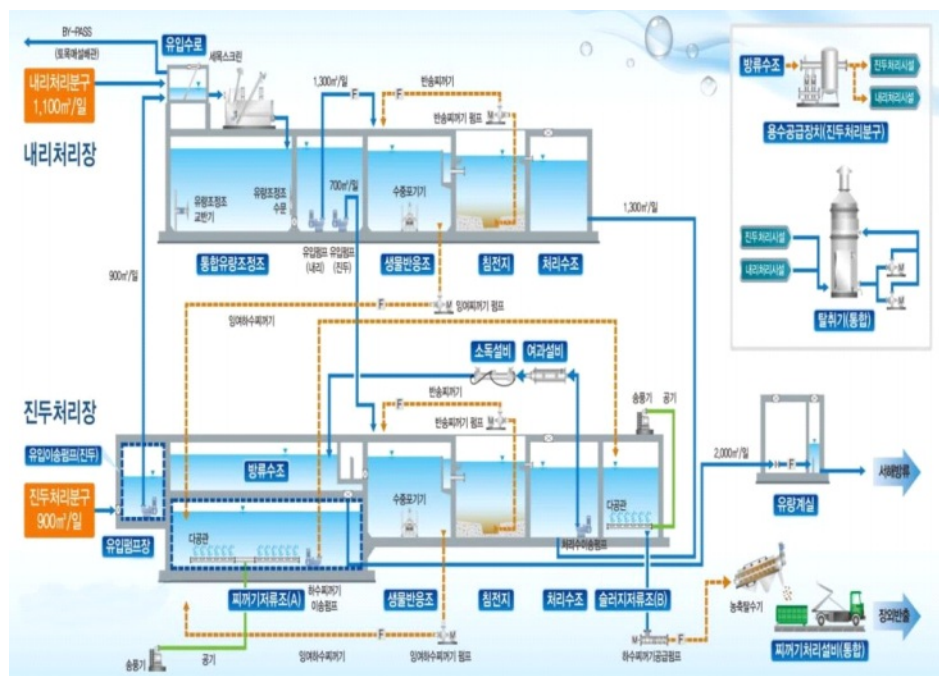 BY-PASS
(토목매설배관)
유입수로
세목스크린
내리처리분구
1,100㎥/일
1,300㎥/일
F
반송찌꺼기
F
M
반송찌꺼기 펌프
방류수조
진두처리시설
내리처리시설
용수공급장치(진두처리분구)
내리처리장
유량조정조
교반기
유량조정조
수문
700㎥/일
수중포기기
1,300㎥/일
유입펌프
(내리)
유입펌프
(진두)
통합유량조정조
생물반응조
침전지
처리수조
진두처리시설
내리처리시설
M
M
탈취기(통합)
900㎥/일
F
M
잉여하수찌꺼기
잉여찌꺼기 펌프
F
소독설비
여과설비
반송찌꺼기
F
M
반송찌꺼기 펌프
송풍기
공기
M
진두처리장
유입이송펌프(진두)
방류수조
2,000㎥/일
F
서해방류
유량계실
진두처리분구
900㎥/일
수중포기기
다공관
유입펌프장
다공관
처리수이송펌프
찌꺼기저류조(A)
하수찌꺼기
이송펌프
생물반응조
침전지
처리수조
슬러지저류조(B)
농축탈수기
장외반출
F
M
M
F
하수찌꺼기공급펌프
찌꺼기처리설비(통합)
송풍기
M
공기
잉여하수찌꺼기
잉여하수찌꺼기 펌프